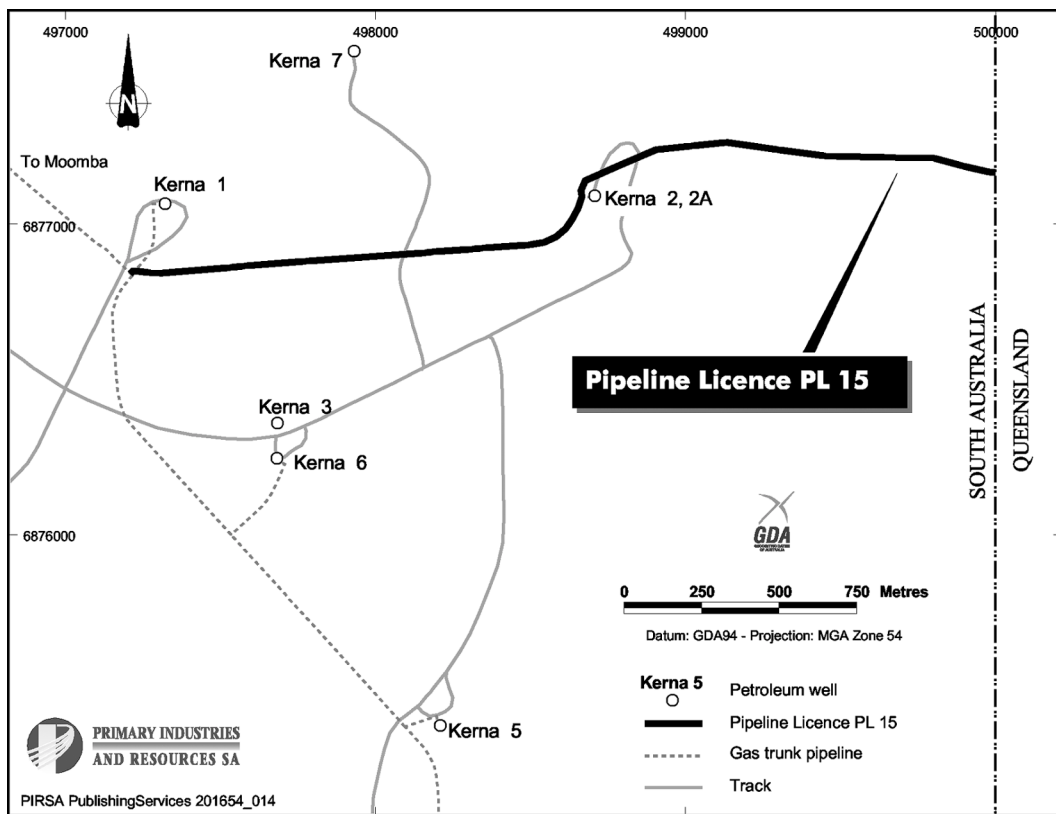 497000
498000
499000
500000
Kerna 7
N
To Moomba
Kerna 1
Kerna 2, 2A
6877000
Pipeline Licence PL 15
SOUTH AUSTRALIA
QUEENSLAND
Kerna 3
Kerna 6
6876000
GDA
0 250 500 750 Metres
Datum: GDA94 - Projection: MGA Zone 54
Kerna 5
Petroleum well
Pipeline Licence PL 15
Gas trunk pipeline
Track
Kerna 5
PRIMARY INDUSTRIES
AND RESOURCES SA
PIRSA PublishingServices 201654_014